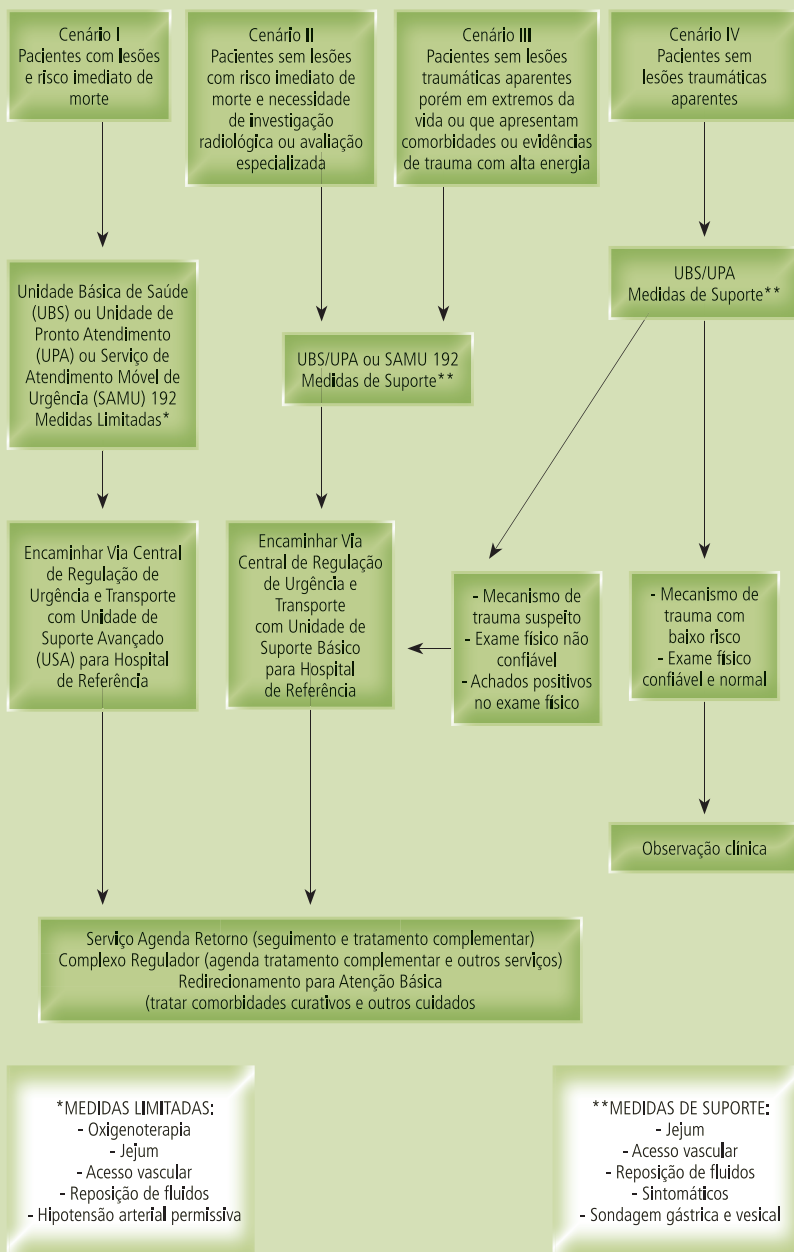 Cenário I
Pacientes com lesões
e risco imediato de
morte
Cenário II
Pacientes sem lesões
com risco imediato de
morte e necessidade
de investigação
radiológica ou avaliação
especializada
Cenário III
Pacientes sem lesões
traumáticas aparentes
porém em extremos da
vida ou que apresentam
comorbidades ou evidências
de trauma com alta energia
Cenário IV
Pacientes sem
lesões traumáticas
aparentes
Unidade Básica de Saúde
(UBS) ou Unidade de
Pronto Atendimento
(UPA) ou Serviço de
Atendimento Móvel de
Urgência (SAMU) 192
Medidas Limitadas*
UBS/UPA ou SAMU 192
Medidas de Suporte**
UBS/UPA
Medidas de Suporte**
Encaminhar Via Central
de Regulação de
Urgência e Transporte
com Unidade de
Suporte Avançado
(USA) para Hospital
de Referência
Encaminhar Via
Central de Regulação
de Urgência e
Transporte
com Unidade de
Suporte Básico
para Hospital
de Referência
- Mecanismo de
trauma suspeito
- Exame físico não
confiável
- Achados positivos
no exame físico
- Mecanismo de
trauma com
baixo risco
- Exame físico
confiável e normal
Observação clínica
Serviço Agenda Retorno (seguimento e tratamento complementar)
Complexo Regulador (agenda tratamento complementar e outros serviços)
Redirecionamento para Atenção Básica
(tratar comorbidades curativos e outros cuidados
*MEDIDAS LIMITADAS:
- Oxigenoterapia
- Jejum
- Acesso vascular
- Reposição de fluidos
- Hipotensão arterial permissiva
**MEDIDAS DE SUPORTE:
- Jejum
- Acesso vascular
- Reposição de fluidos
- Sintomáticos
- Sondagem gástrica e vesical